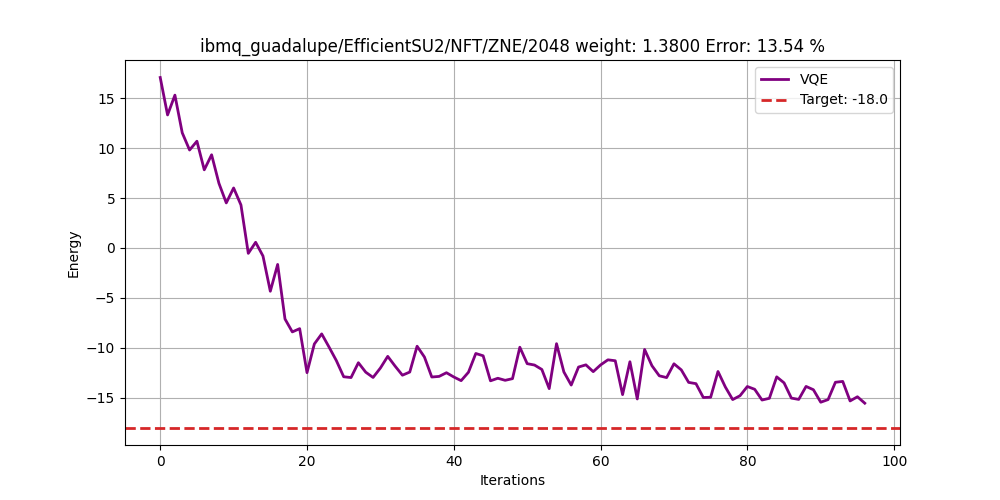 ibmq_guadalupe/EfficientSU2/NFT/ZNE/2048 weight: 1.3800 Error: 13.54 %
VQE
Target: -18.0
15
10
5
0
−5
−10
−15
Energy
0 20 40 60 80 100
Iterations